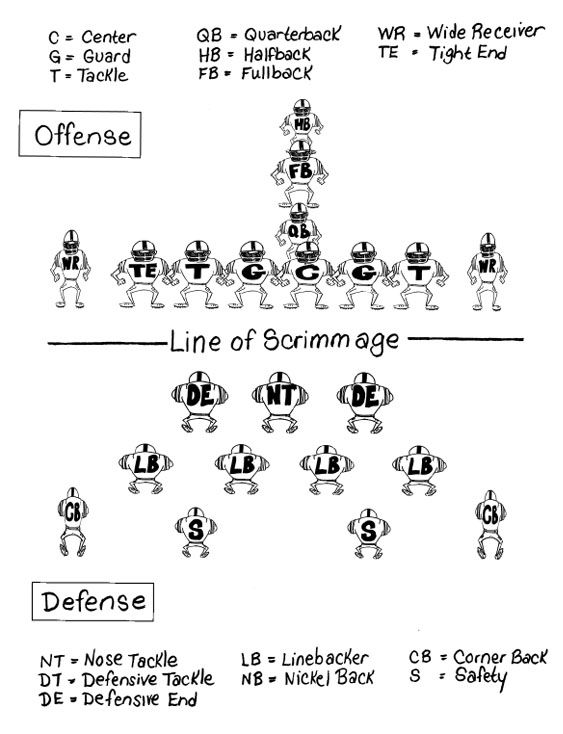 C = Center
G = Guard
T = Tackle
QB = Quarterback
HB = Halfback
FB = Fullback
WR = Wide Receiver
TE = Tight End
Offense
HB
FB
QB
WR TE T G C G T WR
Line of Scrimmage
DE NT DE
LB LB LB LB
CB S S CB
Defense
NT = Nose Tackle
DT = Defensive Tackle
DE = Defensive End
LB = Linebacker
NB = Nickel Back
CB = Corner Back
S = Safety